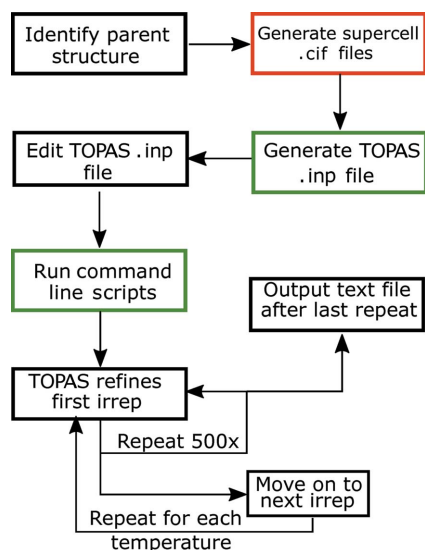 Identify parent
structure
Generate supercell
.cif files
Edit TOPAS .inp
file
Generate TOPAS
.inp file
Run command
line scripts
Output text file
after last repeat
TOPAS refines
first irrep
Repeat 500x
Move on to
next irrep
Repeat for each
temperature